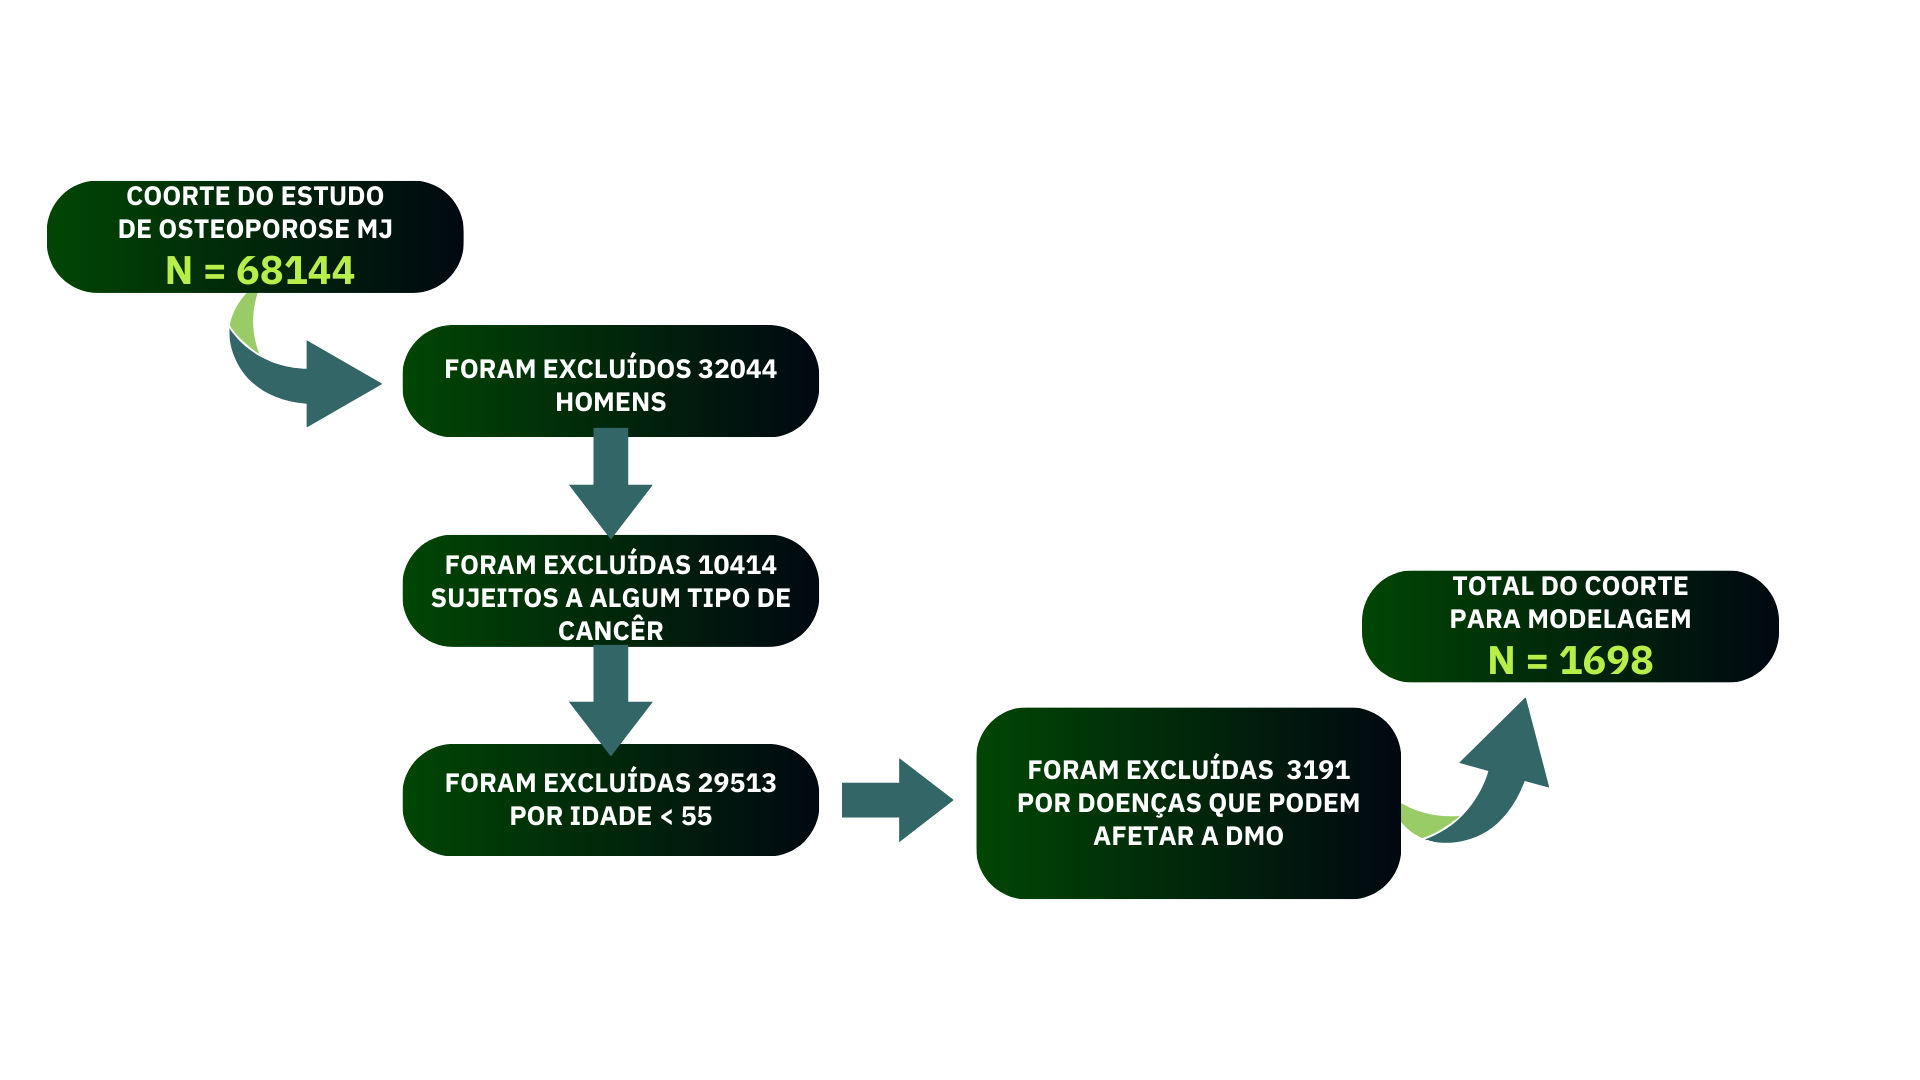 COORTE DO ESTUDO
DE OSTEOPOROSE MJ
N = 68144
FORAM EXCLUÍDOS 32044
HOMENS
FORAM EXCLUÍDAS 10414
SUJEITOS A ALGUM TIPO DE
CANCÊR
FORAM EXCLUÍDAS 29513
POR IDADE < 55
FORAM EXCLUÍDAS 3191
POR DOENÇAS QUE PODEM
AFETAR A DMO
TOTAL DO COORTE
PARA MODELAGEM
N = 1698